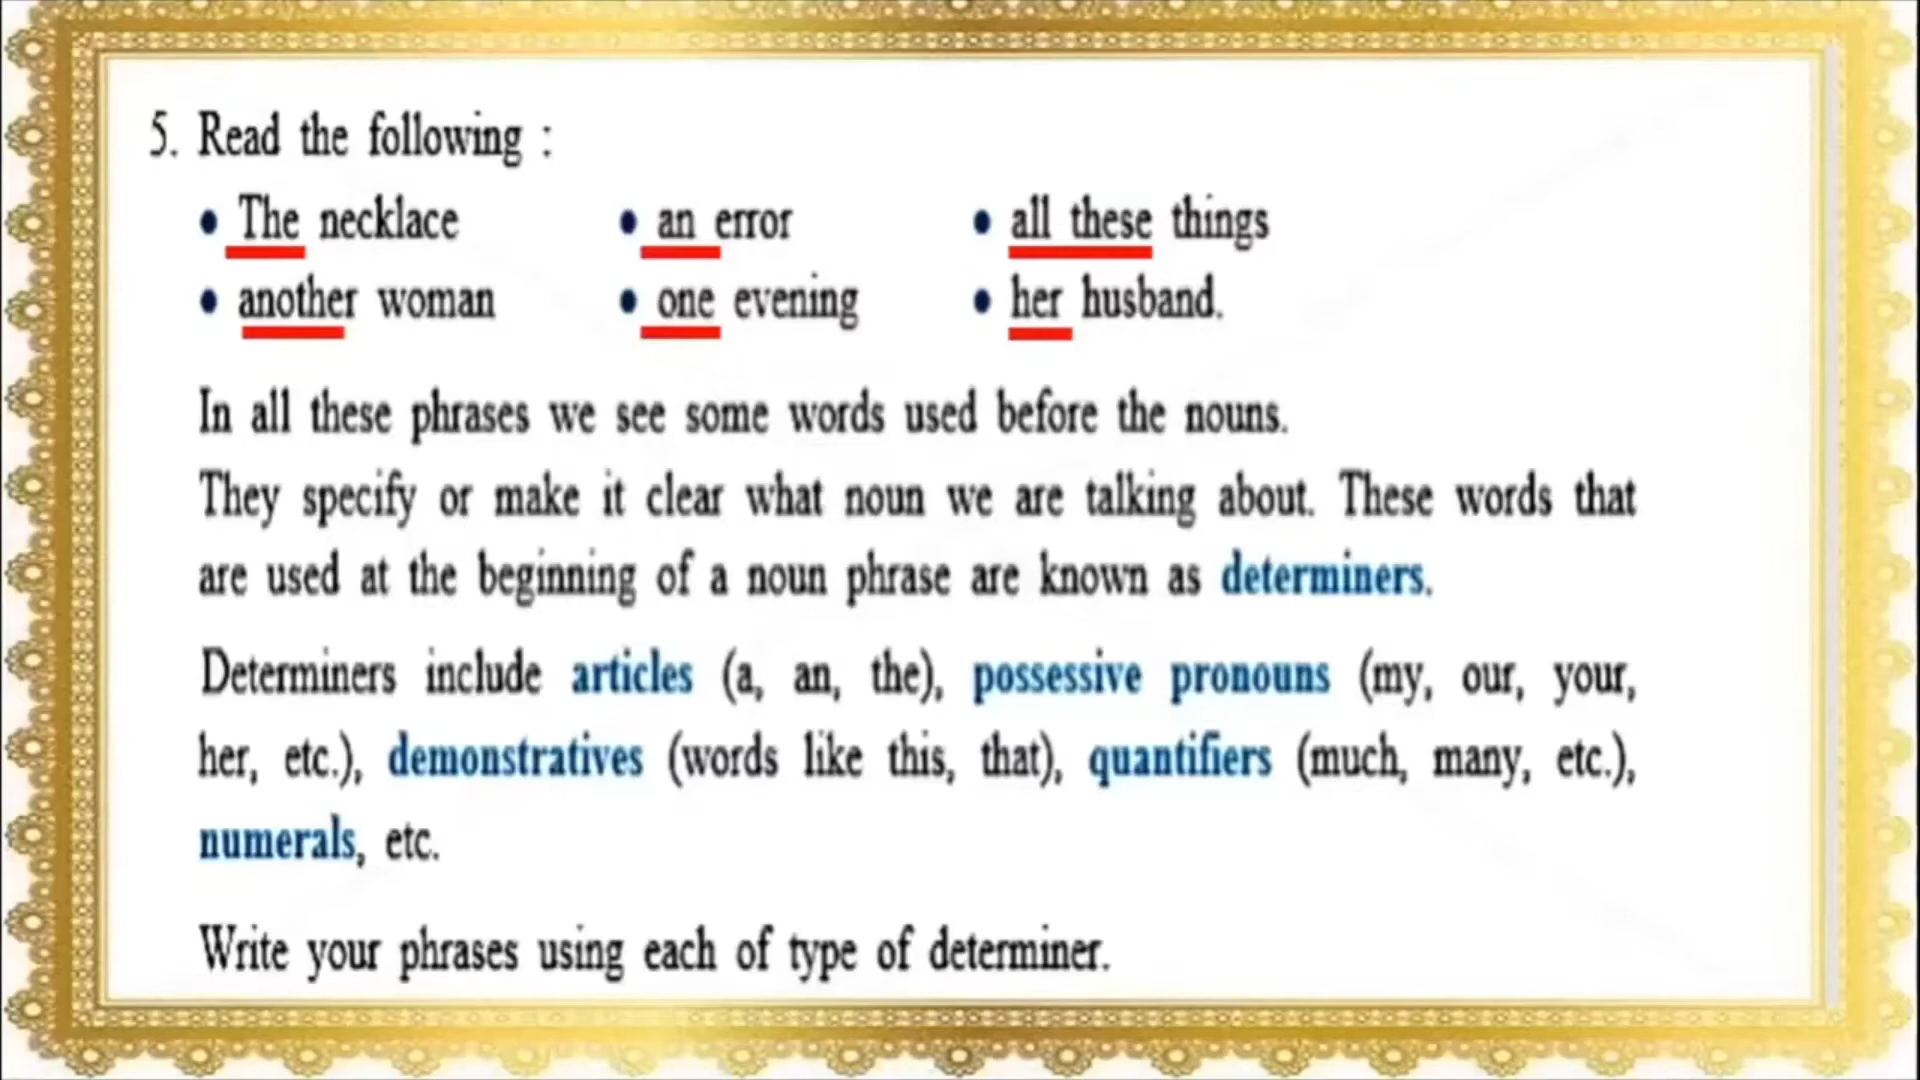 5. Read the following :
• The necklace • an error • all these things
• another woman • one evening • her husband.
In all these phrases we see some words used before the nouns.
They specify or make it clear what noun we are talking about. These words that
are used at the beginning of a noun phrase are known as determiners.
Determiners include articles (a, an, the), possessive pronouns (my, our, your,
her, etc.), demonstratives (words like this, that), quantifiers (much, many, etc.),
numerals, etc.
Write your phrases using each of type of determiner.